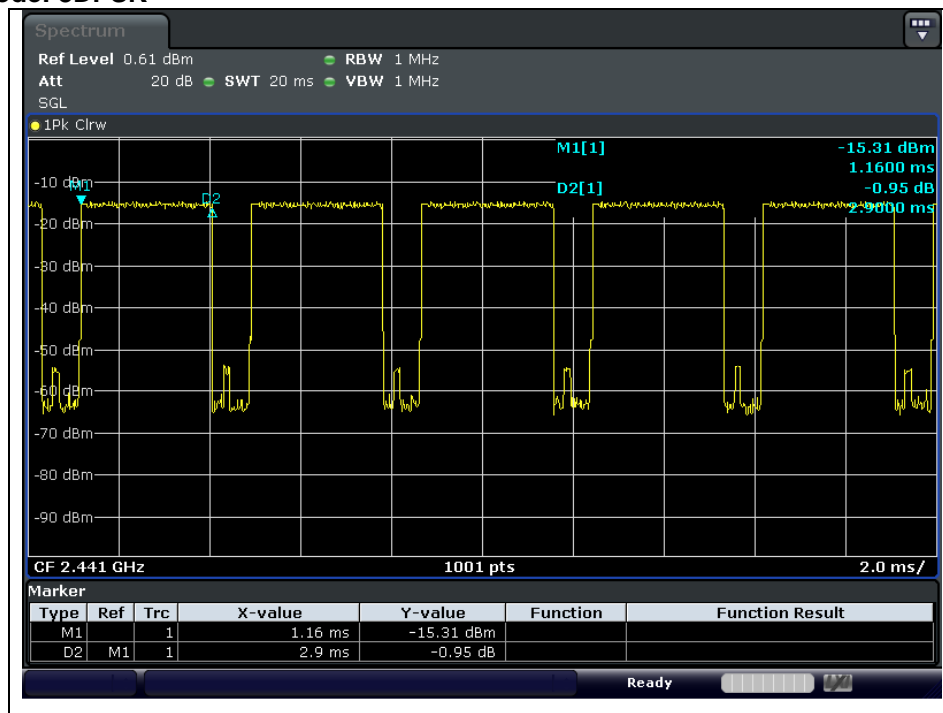 Spectrum
Ref Level 0.61 dBm RBW 1 MHz
Att 20 dB SWT 20 ms VBW 1 MHz
SGL
1Pk Clrw
M1[1] -15.31 dBm
1.1600 ms
D2[1] -0.95 dB
2.9000 ms
M1
D2
-10 dBm
-20 dBm
-30 dBm
-40 dBm
-50 dBm
-60 dBm
-70 dBm
-80 dBm
-90 dBm
CF 2.441 GHz 1001 pts 2.0 ms/
Marker
Type Ref Trc X-value Y-value Function Function Result
M1 1 1.16 ms -15.31 dBm
D2 M1 1 2.9 ms -0.95 dB
Ready